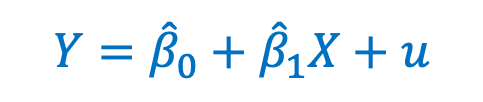 Y = β̂₀ + β̂₁X + u